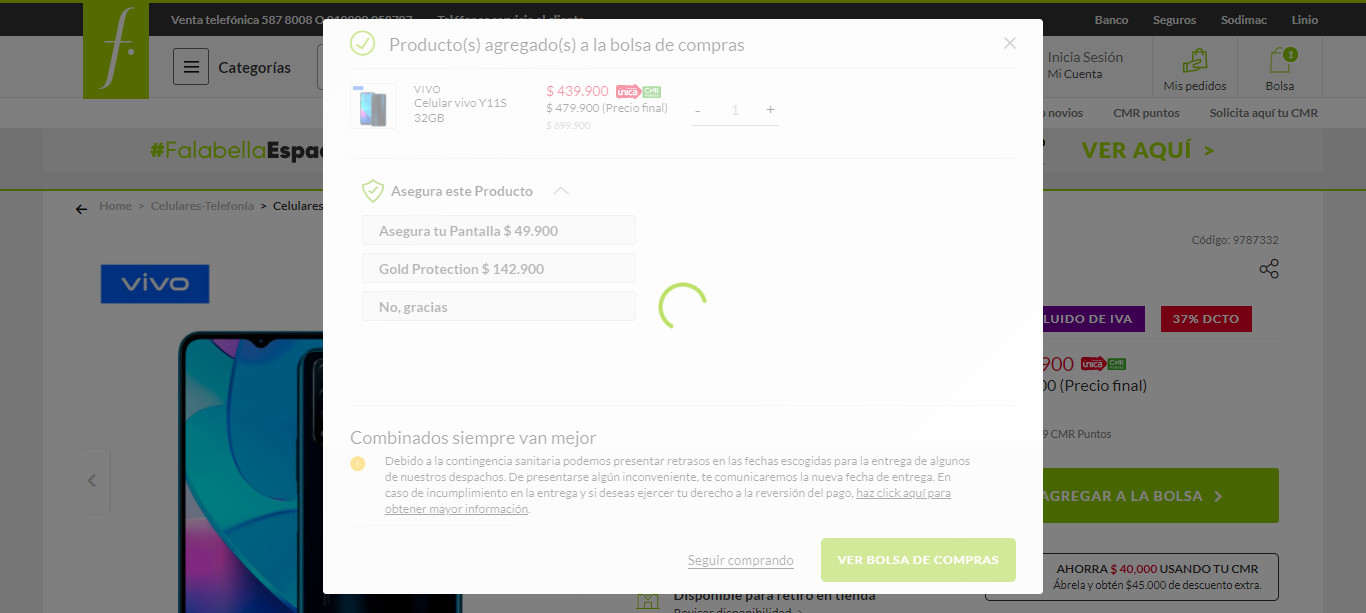 Venta telefónica 587 8008 O
Banco
Seguros
Sodimac
Linio
f.
Categorías
Inicia Sesión
Mi Cuenta
Mis pedidos
1
Bolsa
novios
CMR puntos
Solicita aquí tu CMR
#FalabellaEspac
VER AQUÍ >
Home > Celulares-Telefonía > Celulares
Producto(s) agregado(s) a la bolsa de compras
VIVO
Celular vivo Y11S
32GB
$ 439.900 única CMR
$ 479.900 (Precio final)
$ 699.900
- 1 +
Asegura este Producto
Asegura tu Pantalla $ 49.900
Gold Protection $ 142.900
No, gracias
Combinados siempre van mejor
Debido a la contingencia sanitaria podemos presentar retrasos en las fechas escogidas para la entrega de algunos
de nuestros despachos. De presentarse algún inconveniente, te comunicaremos la nueva fecha de entrega. En
caso de incumplimiento en la entrega y si deseas ejercer tu derecho a la reversión del pago, haz click aquí para
obtener mayor información.
Seguir comprando
VER BOLSA DE COMPRAS
vivo
Código: 9787332
LUIDO DE IVA
37% DCTO
900 única CMR
00 (Precio final)
9 CMR Puntos
AGREGAR A LA BOLSA >
AHORRA $ 40,000 USANDO TU CMR
Ábrela y obtén $45.000 de descuento extra.
Disponible para retiro en tienda
Revisar disponibilidad >